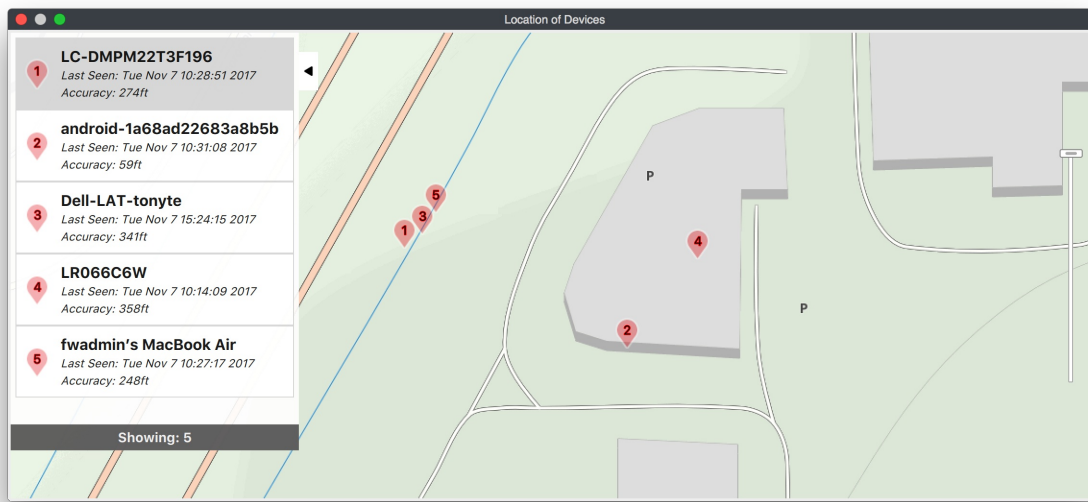 Location of Devices
1
LC-DMPM22T3F196
Last Seen: Tue Nov 7 10:28:51 2017
Accuracy: 274ft
2
android-1a68ad22683a8b5b
Last Seen: Tue Nov 7 10:31:08 2017
Accuracy: 59ft
3
Dell-LAT-tonyte
Last Seen: Tue Nov 7 15:24:15 2017
Accuracy: 341ft
4
LR066C6W
Last Seen: Tue Nov 7 10:14:09 2017
Accuracy: 358ft
5
fwadmin’s MacBook Air
Last Seen: Tue Nov 7 10:27:17 2017
Accuracy: 248ft
Showing: 5
P
5
3
1
4
P
2